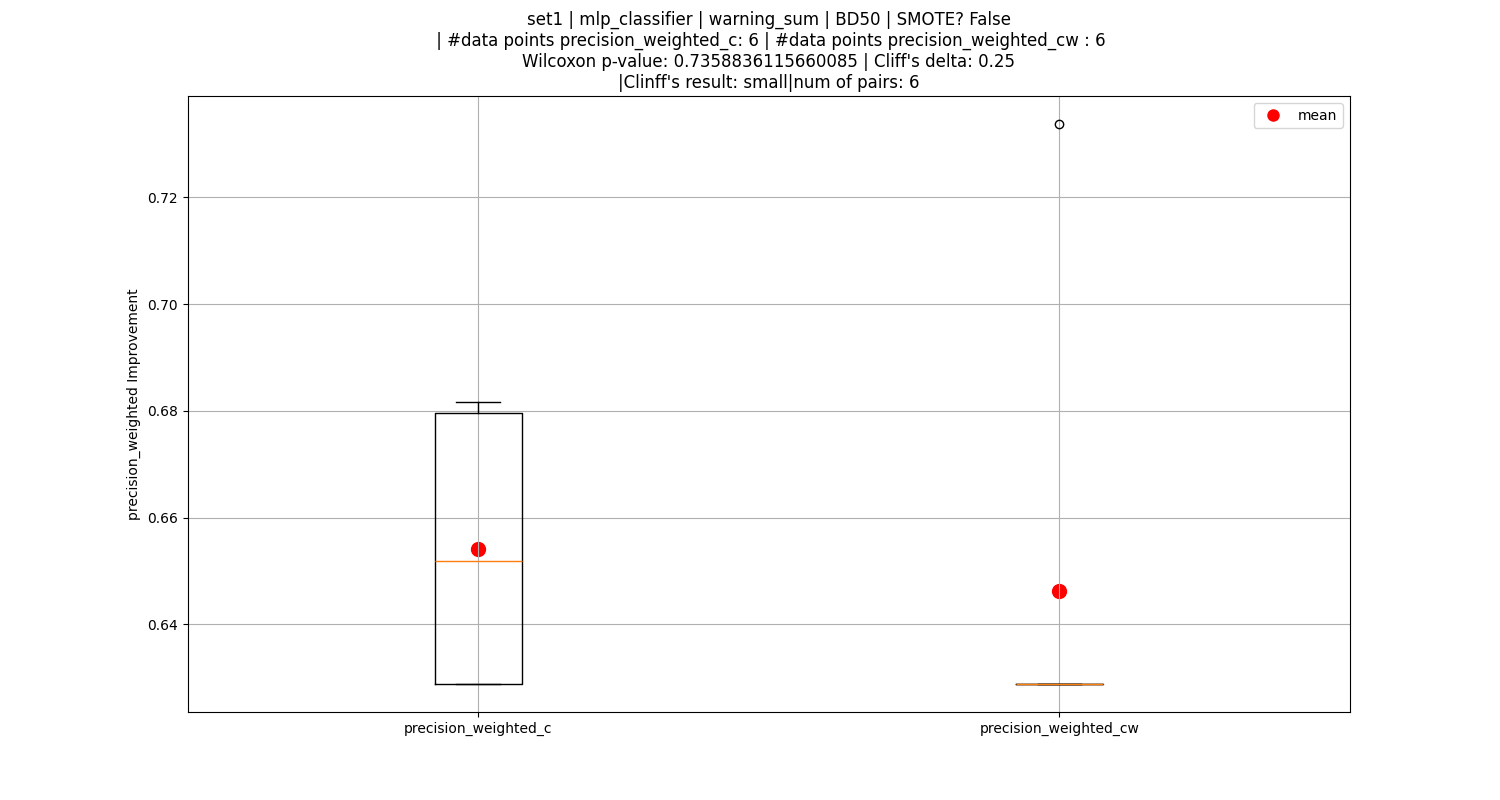 set1 | mlp_classifier | warning_sum | BD50 | SMOTE? False
| #data points precision_weighted_c: 6 | #data points precision_weighted_cw : 6
Wilcoxon p-value: 0.7358836115660085 | Cliff's delta: 0.25
|Clinff's result: small|num of pairs: 6
mean
0.72
0.70
0.68
0.66
0.64
precision_weighted Improvement
precision_weighted_c
precision_weighted_cw